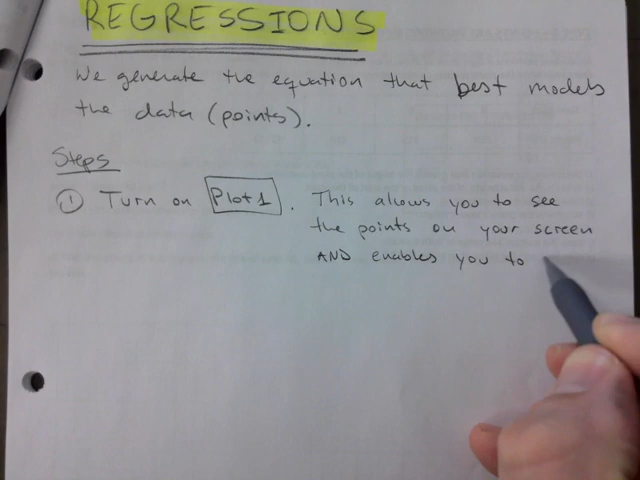 REGRESSIONS
We generate the equation that best models
the data (points).
Steps
① Turn on Plot1. This allows you to see
the points on your screen
AND enables you to